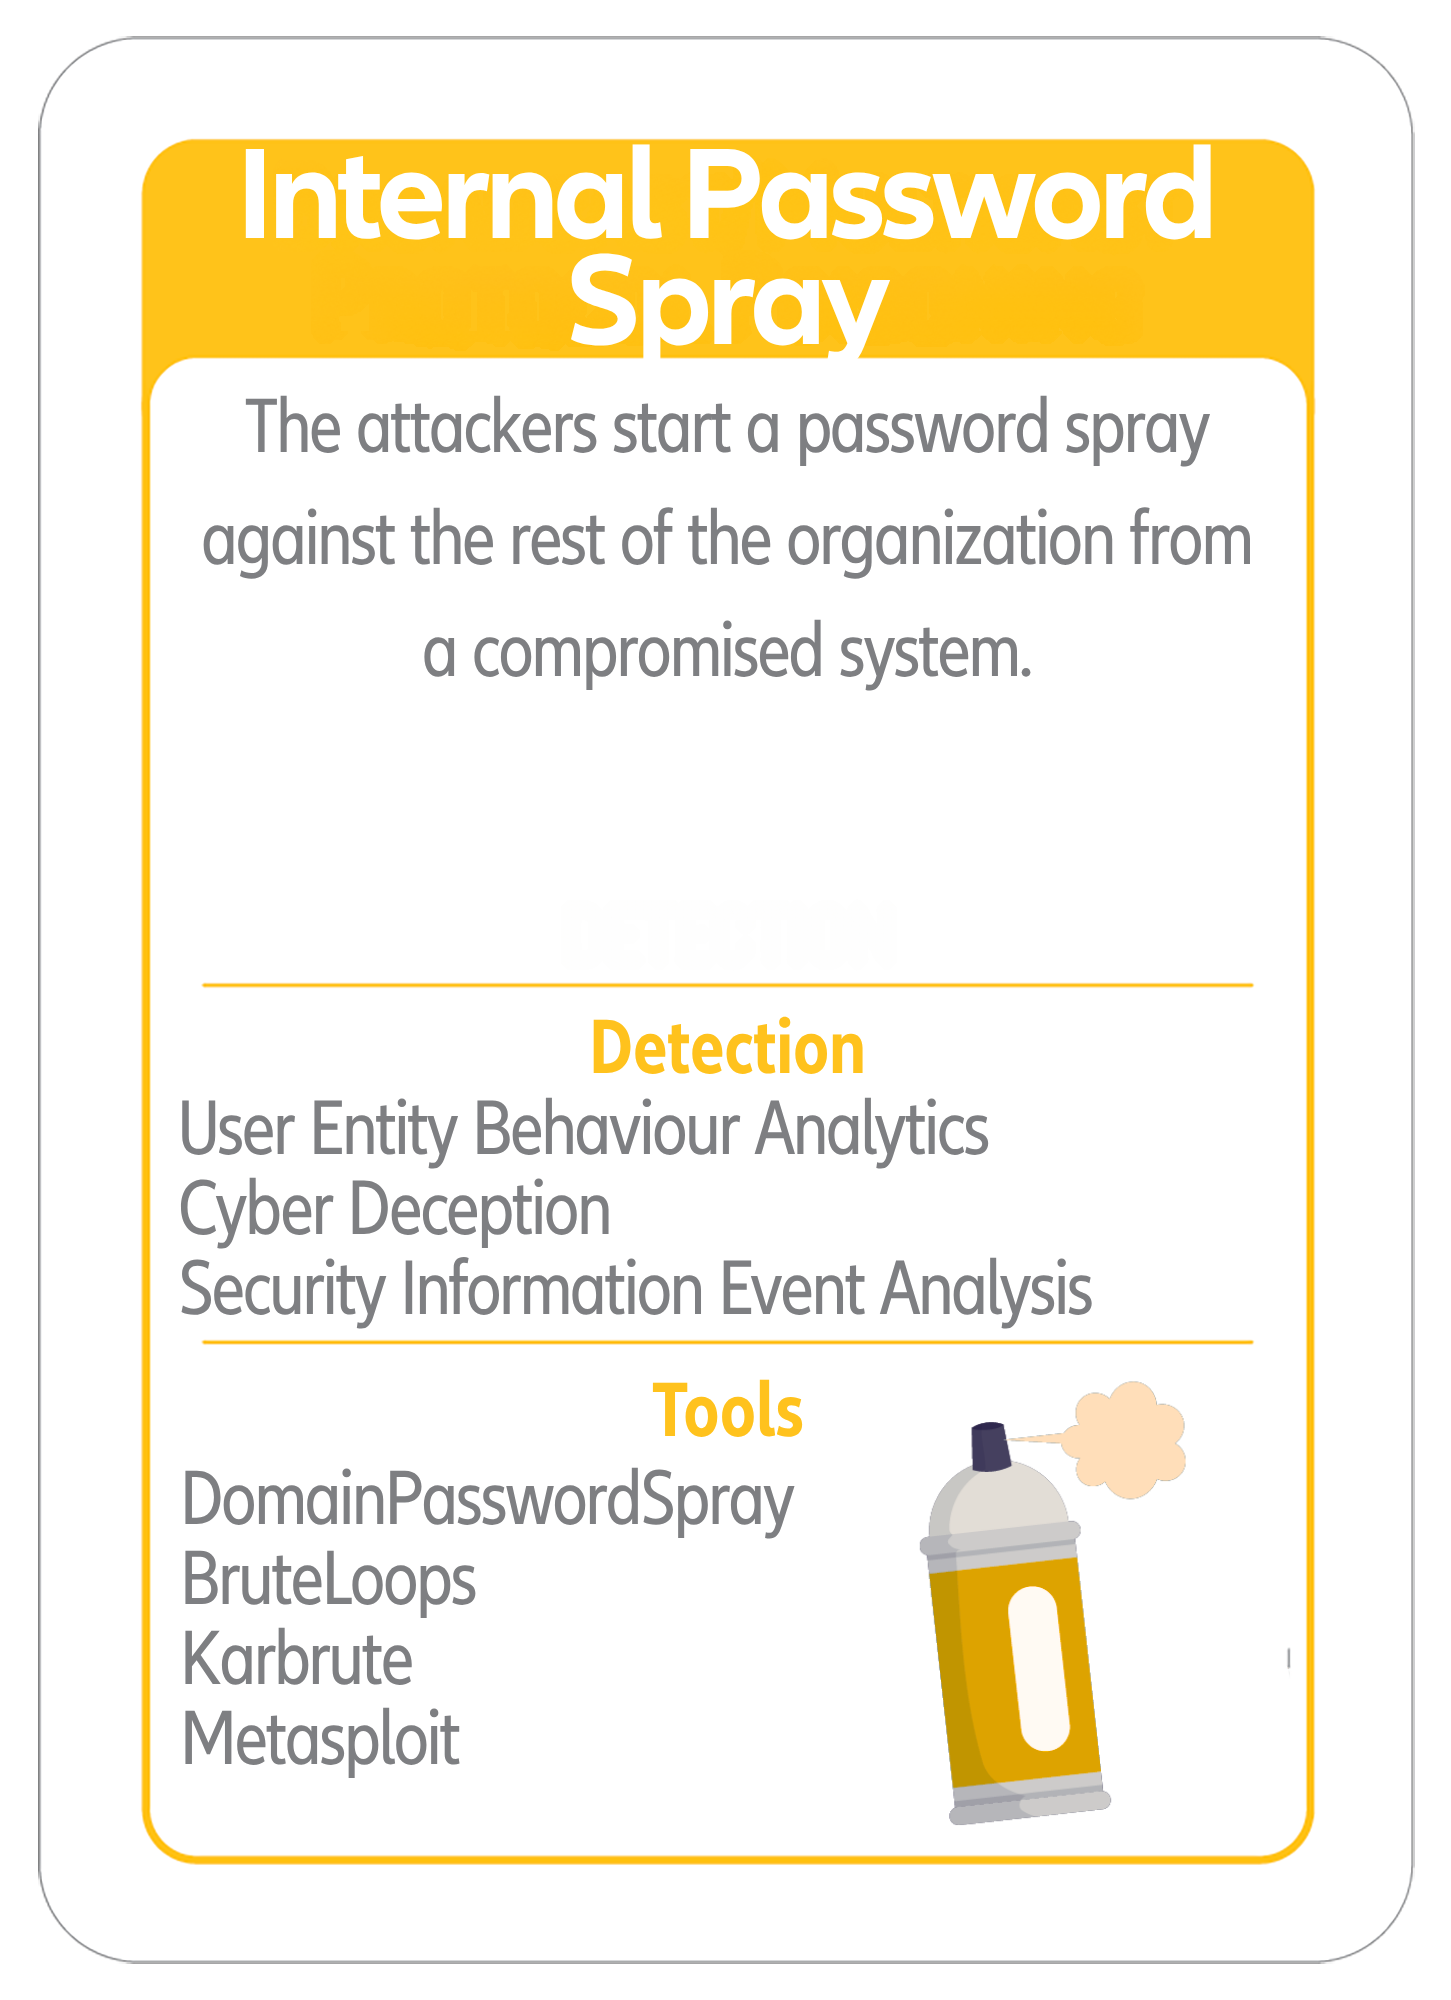 Internal Password
Spray
The attackers start a password spray
against the rest of the organization from
a compromised system.
Detection
User Entity Behaviour Analytics
Cyber Deception
Security Information Event Analysis
Tools
DomainPasswordSpray
BruteLoops
Karbrute
Metasploit